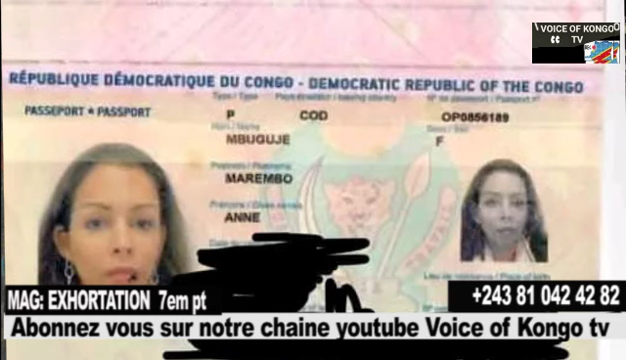 VOICE OF KONGO
TV
RÉPUBLIQUE DÉMOCRATIQUE DU CONGO - DEMOCRATIC REPUBLIC OF THE CONGO
PASSEPORT * PASSPORT
P COD OP0856189
MBUGUJE F
MAREMBO
ANNE
MAG: EXHORTATION 7em pt
+243 81 042 42 82
Abonnez vous sur notre chaine youtube Voice of Kongo tv